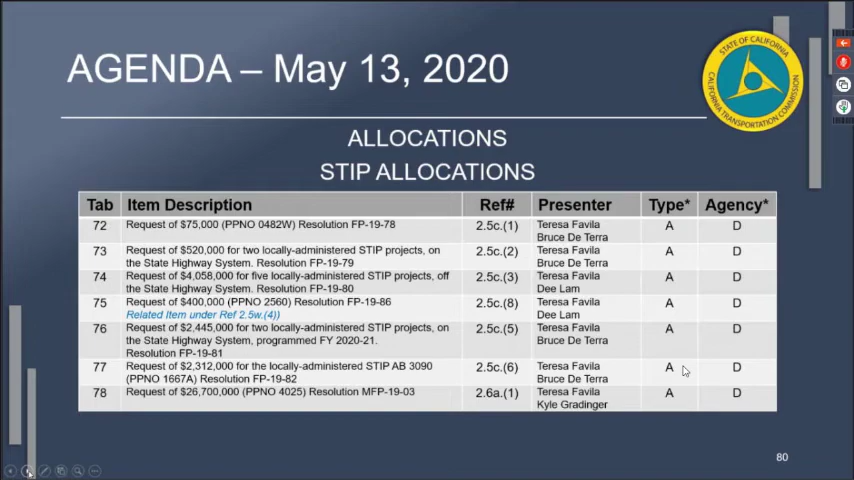 AGENDA – May 13, 2020
STATE OF CALIFORNIA
CALIFORNIA TRANSPORTATION COMMISSION
ALLOCATIONS
STIP ALLOCATIONS
Tab Item Description Ref# Presenter Type* Agency*
72 Request of $75,000 (PPNO 0482W) Resolution FP-19-78 2.5c.(1) Teresa Favila A D
Bruce De Terra
73 Request of $520,000 for two locally-administered STIP projects, on 2.5c.(2) Teresa Favila A D
the State Highway System. Resolution FP-19-79 Bruce De Terra
74 Request of $4,058,000 for five locally-administered STIP projects, off 2.5c.(3) Teresa Favila A D
the State Highway System. Resolution FP-19-80 Dee Lam
75 Request of $400,000 (PPNO 2560) Resolution FP-19-86 2.5c.(8) Teresa Favila A D
Related Item under Ref 2.5w.(4)) Dee Lam
76 Request of $2,445,000 for two locally-administered STIP projects, on 2.5c.(5) Teresa Favila A D
the State Highway System, programmed FY 2020-21. Bruce De Terra
Resolution FP-19-81
77 Request of $2,312,000 for the locally-administered STIP AB 3090 2.5c.(6) Teresa Favila A D
(PPNO 1667A) Resolution FP-19-82 Bruce De Terra
78 Request of $26,700,000 (PPNO 4025) Resolution MFP-19-03 2.6a.(1) Teresa Favila A D
Kyle Gradinger
80